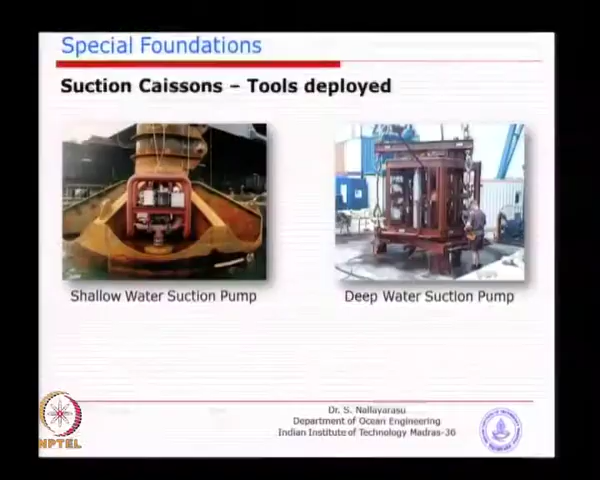 Special Foundations
Suction Caissons – Tools deployed
Shallow Water Suction Pump
Deep Water Suction Pump
Dr. S. Nallayarasu
Department of Ocean Engineering
Indian Institute of Technology Madras-36
NPTEL